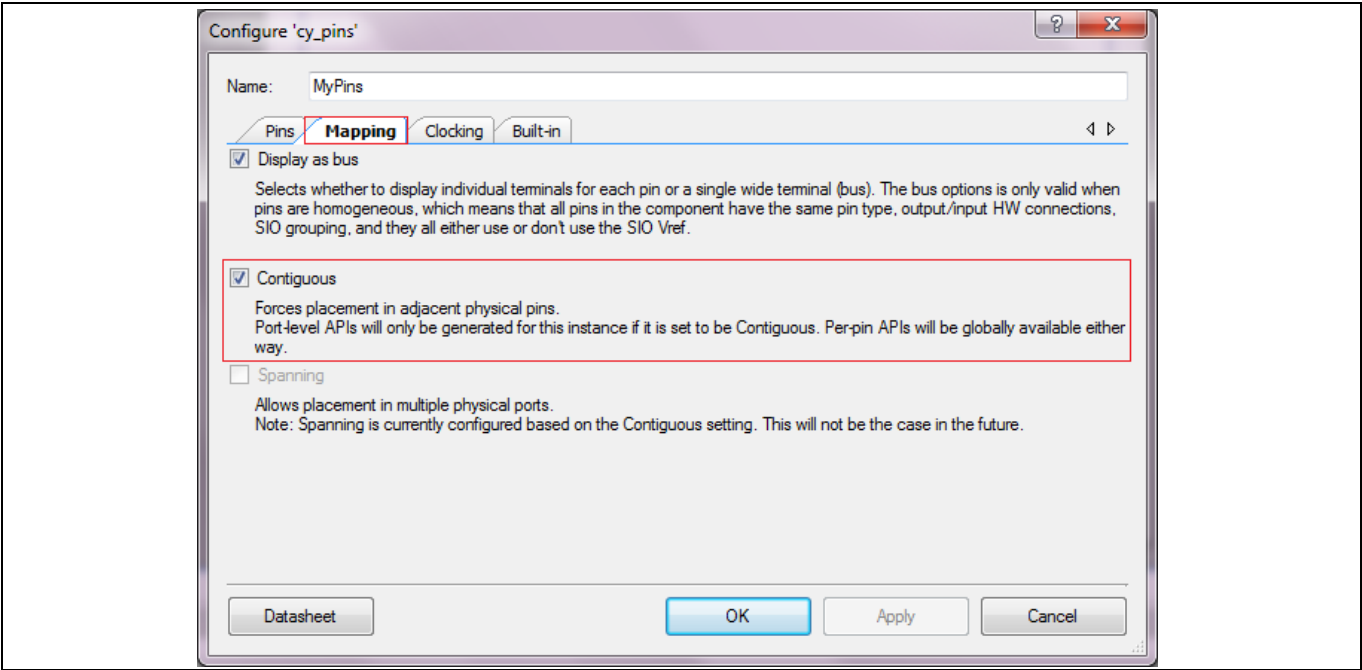 Configure 'cy_pins'
?
Name: MyPins
Pins Mapping Clocking Built-in
Display as bus
Selects whether to display individual terminals for each pin or a single wide terminal (bus). The bus options is only valid when
pins are homogeneous, which means that all pins in the component have the same pin type, output/input HW connections,
SIO grouping, and they all either use or don't use the SIO Vref.
Contiguous
Forces placement in adjacent physical pins.
Port-level APIs will only be generated for this instance if it is set to be Contiguous. Per-pin APIs will be globally available either
way.
Spanning
Allows placement in multiple physical ports.
Note: Spanning is currently configured based on the Contiguous setting. This will not be the case in the future.
Datasheet OK Apply Cancel